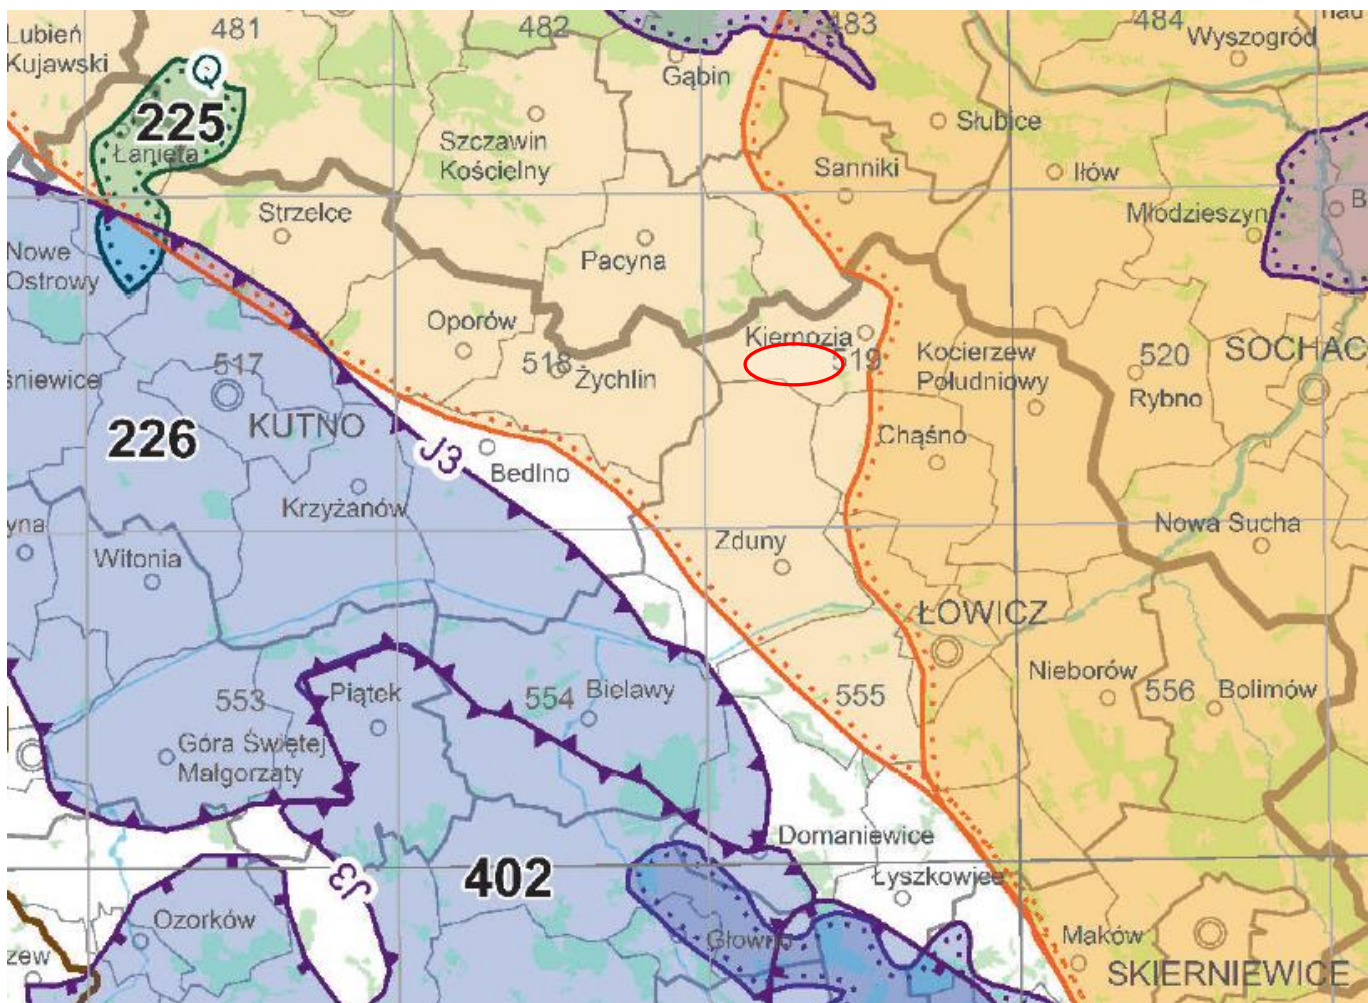 481
482
483
484
Lubień
Kujawski
Wyszogród
Q
Gąbin
225
Szczawin
Kościelny
Słubice
Łanięta
Sanniki
Iłów
Strzelce
Młodzieszyn
B
Nowe
Ostrowy
Pacyna
Oporów
Kiernozia
518
519
Kocierzew
Południowy
520
SOCHAC
517
Żychlin
śniewice
Rybno
226
KUTNO
J3
Bedlno
Chąśno
Krzyżanów
yna
Witonia
Zduny
Nowa Sucha
ŁOWICZ
Nieborów
553
Piątek
554
Bielawy
555
556
Bolimów
Góra Świętej
Małgorzaty
Domaniewice
402
J3
Łyszkowice
Ozorków
Głowno
Maków
zew
SKIERNIEWICE